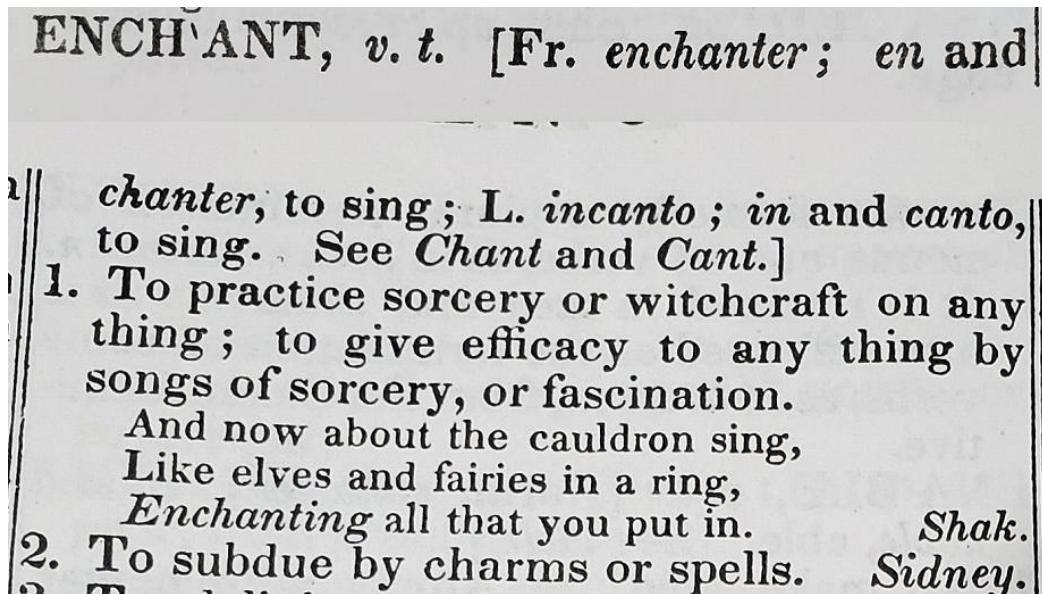 ENCH'ANT, v. t. [Fr. enchanter; en and
chanter, to sing; L. incanto; in and canto,
to sing. See Chant and Cant.]
1. To practice sorcery or witchcraft on any
thing; to give efficacy to any thing by
songs of sorcery, or fascination.
And now about the cauldron sing,
Like elves and fairies in a ring,
Enchanting all that you put in. Shak.
2. To subdue by charms or spells. Sidney.